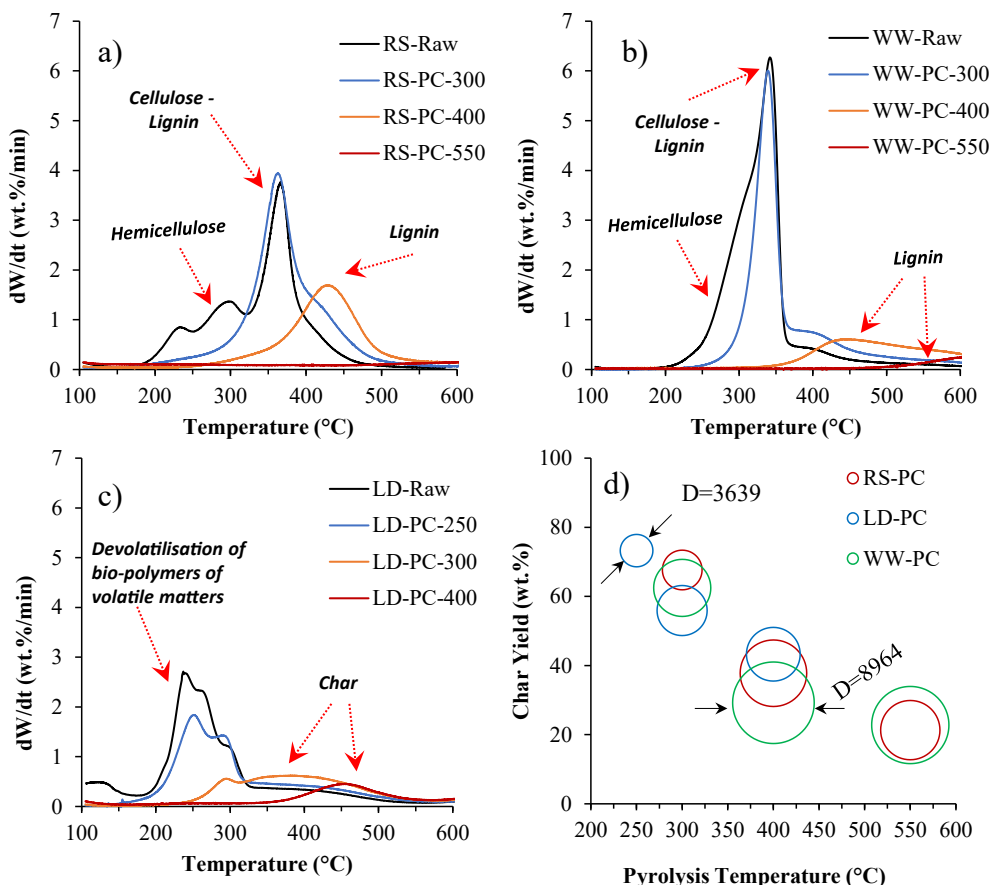 a)
RS-Raw
RS-PC-300
RS-PC-400
RS-PC-550
Cellulose -
Lignin
Hemicellulose
Lignin
dW/dt (wt.%/min)
7
6
5
4
3
2
1
0
100 200 300 400 500 600
Temperature (°C)
b)
WW-Raw
WW-PC-300
WW-PC-400
WW-PC-550
Cellulose -
Lignin
Hemicellulose
Lignin
dW/dt (wt.%/min)
7
6
5
4
3
2
1
0
100 200 300 400 500 600
Temperature (°C)
c)
LD-Raw
LD-PC-250
LD-PC-300
LD-PC-400
Devolatilisation of
bio-polymers of
volatile matters
Char
dW/dt (wt.%/min)
7
6
5
4
3
2
1
0
100 200 300 400 500 600
Temperature (°C)
d)
D=3639
RS-PC
LD-PC
WW-PC
D=8964
Char Yield (wt.%)
100
80
60
40
20
0
200 250 300 350 400 450 500 550 600
Pyrolysis Temperature (°C)